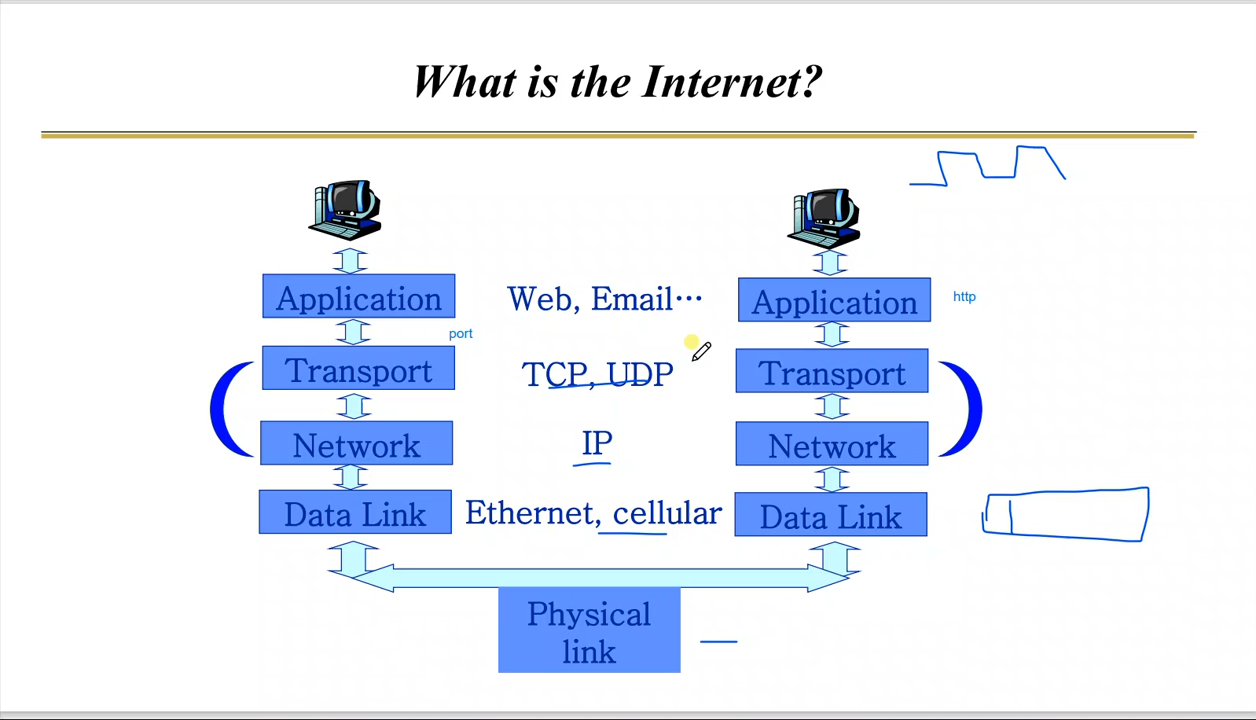 What is the Internet?
Application
Web, Email…
Application
http
port
Transport
TCP, UDP
Transport
Network
IP
Network
Data Link
Ethernet, cellular
Data Link
Physical
link